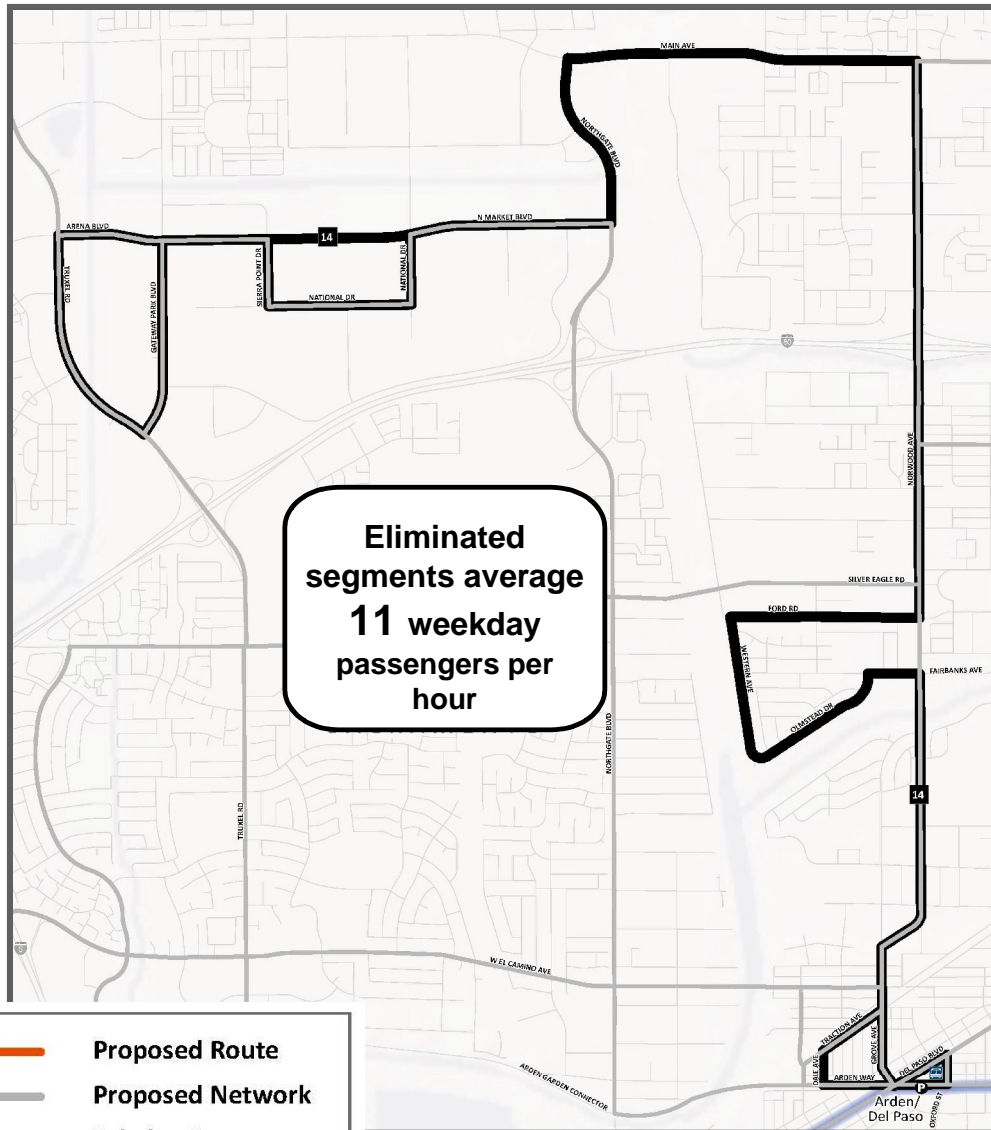 MAIN AVE
NORTHGATE BLVD
N MARKET BLVD
ARENA BLVD
14
TRUXEL RD
GATEWAY PARK BLVD
SIERRA POINT DR
NATIONAL DR
NATIONAL DR
80
NORWOOD AVE
Eliminated
segments average
11 weekday
passengers per
hour
SILVER EAGLE RD
FORD RD
WESTERN AVE
FAIRBANKS AVE
OLMSTEAD DR
NORTHGATE BLVD
TRUXEL RD
14
5
W EL CAMINO AVE
TRACTION AVE
GROVE AVE
DALE AVE
ARDEN WAY
DEL PASO BLVD
P
Arden/
Del Paso
OXFORD ST
ARDEN GARDEN CONNECTOR
Proposed Route
Proposed Network